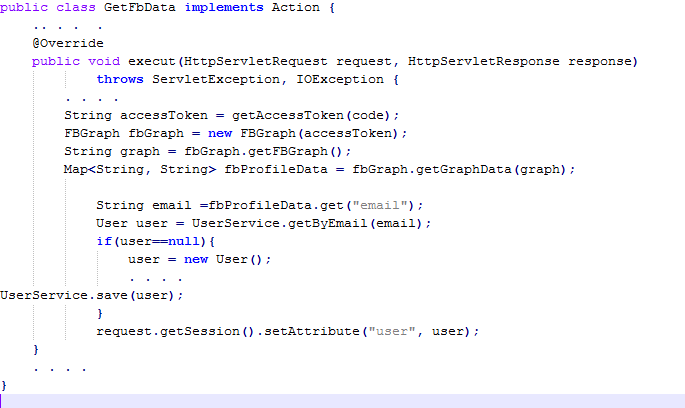 public class GetFbData implements Action {
.. . . .
@Override
public void execut(HttpServletRequest request, HttpServletResponse response)
throws ServletException, IOException {
. . . .
String accessToken = getAccessToken(code);
FBGraph fbGraph = new FBGraph(accessToken);
String graph = fbGraph.getFBGraph();
Map<String, String> fbProfileData = fbGraph.getGraphData(graph);
String email =fbProfileData.get("email");
User user = UserService.getByEmail(email);
if(user==null){
user = new User();
. . . .
UserService.save(user);
}
request.getSession().setAttribute("user", user);
}
. . . .
}